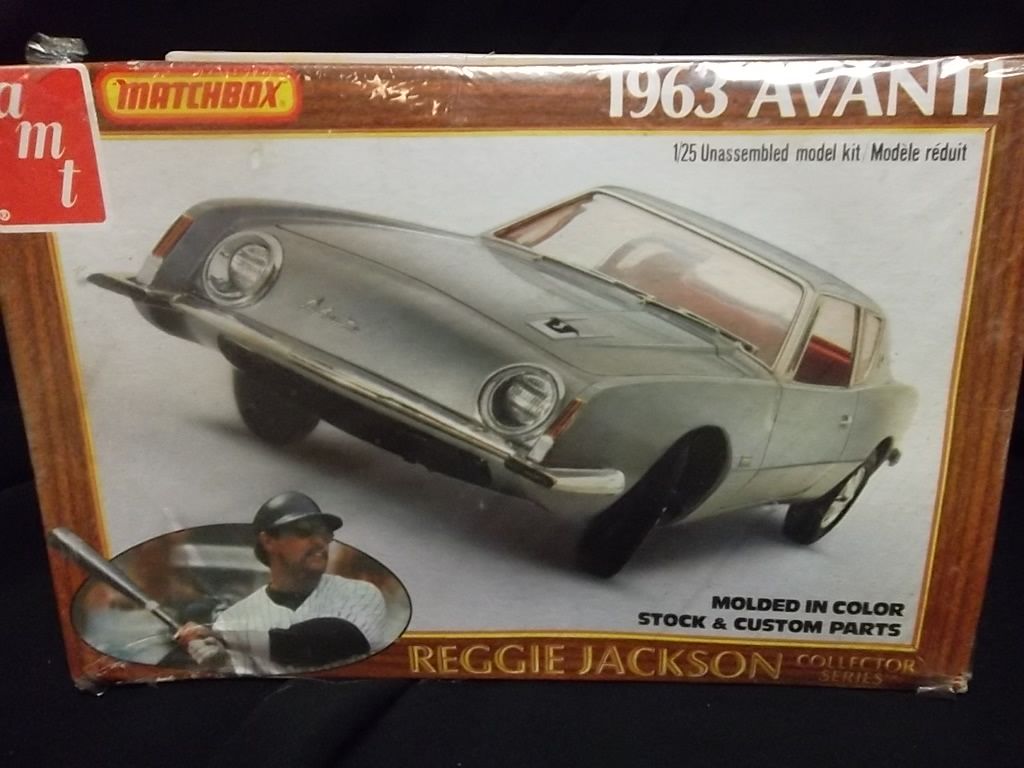 a
m
t
®
MATCHBOX
1963 AVANTI
1/25 Unassembled model kit/Modèle réduit
MOLDED IN COLOR
STOCK & CUSTOM PARTS
REGGIE JACKSON COLLECTOR
SERIES